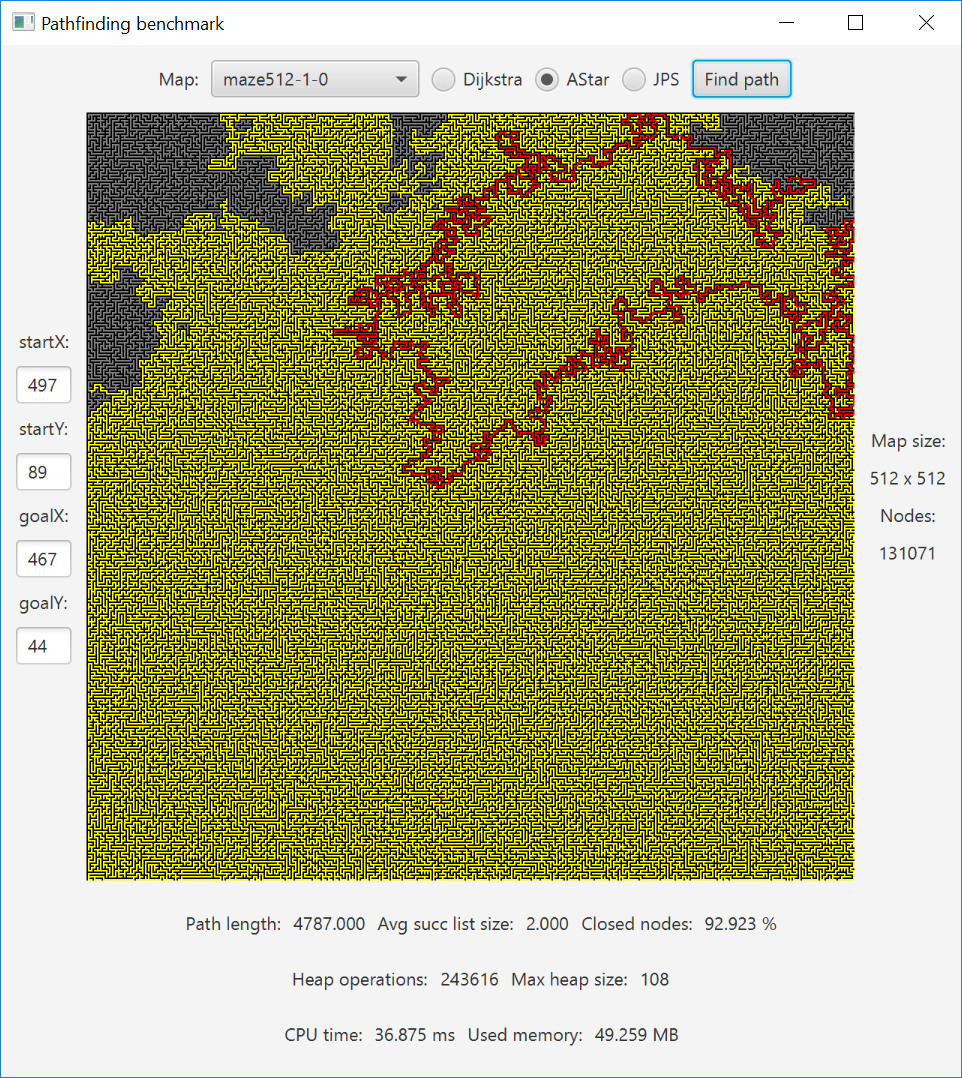 Pathfinding benchmark
Map: maze512-1-0 Dijkstra AStar JPS Find path
startX:
497
startY:
89
goalX:
467
goalY:
44
Map size:
512 x 512
Nodes:
131071
Path length: 4787.000 Avg succ list size: 2.000 Closed nodes: 92.923 %
Heap operations: 243616 Max heap size: 108
CPU time: 36.875 ms Used memory: 49.259 MB